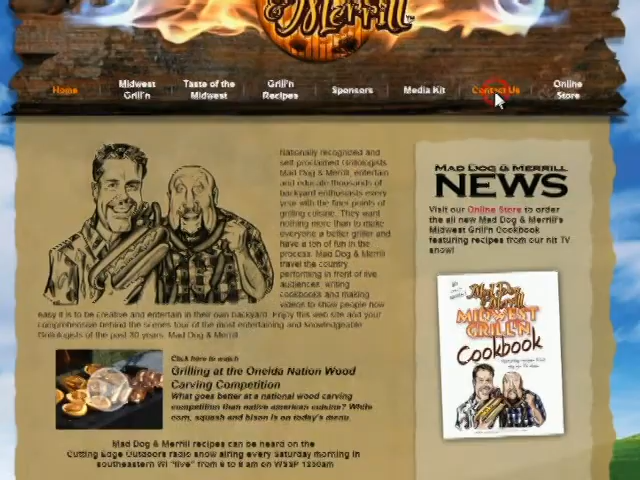 & Merrill
Home
Midwest Grill'n
Taste of the Midwest
Grill'n Recipes
Sponsors
Media Kit
Contact Us
Online Store
Nationally recognized and
self proclaimed Grillologists
Mad Dog & Merrill, entertain
and educate thousands of
backyard enthusiasts every
year with the finer points of
grilling cuisine. They want
nothing more than to make
everyone a better griller and
have a ton of fun in the
process. Mad Dog & Merrill
travel the country
performing in front of live
audiences, writing
cookbooks and making
videos to show people how
easy it is to be creative and entertain in their own backyard. Enjoy this web site and your
comprehensive behind the scenes tour of the most entertaining and knowledgeable
Grillologists of the past 20 years, Mad Dog & Merrill.
Click here to watch
Grilling at the Oneida Nation Wood
Carving Competition
What goes better at a national wood carving
competition than native american cuisine? While
corn, squash and bison is on today's menu.
Mad Dog & Merrill recipes can be heard on the
Cutting Edge Outdoors radio show airing every Saturday morning in
southeastern WI "live" from 6 to 8 am on
MAD DOG & MERRILL
NEWS
Visit our Online Store to order
the all new Mad Dog & Merrill's
Midwest Grill'n Cookbook
featuring recipes from our hit TV
show!
Mad Dog
& Merrill
MIDWEST
GRILL'N
Cookbook